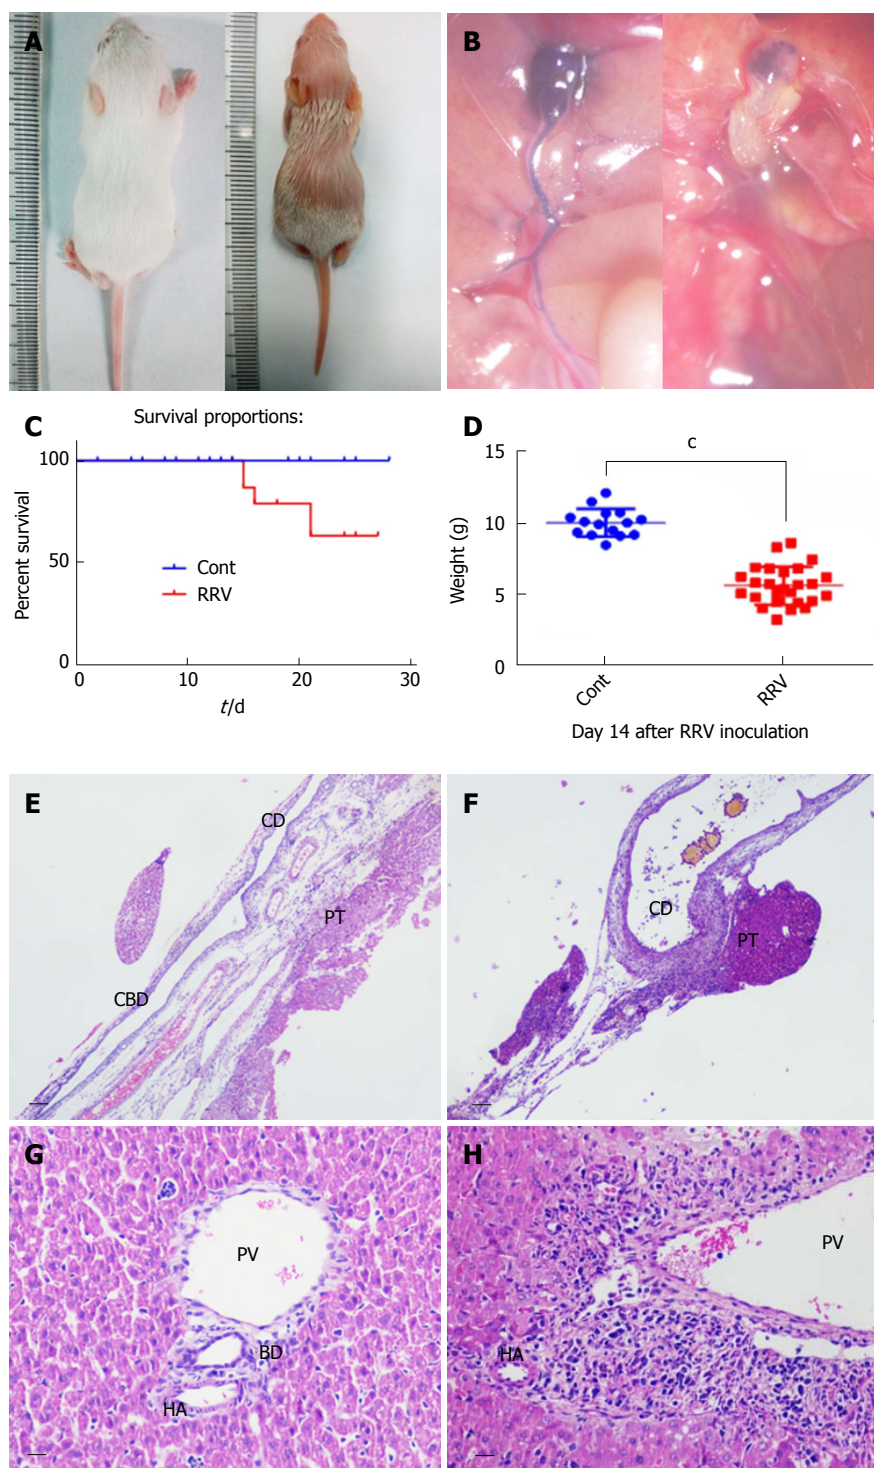 A
B
C
Survival proportions:
100
50
0
Percent survival
Cont
RRV
0
10
20
30
t/d
D
c
15
10
5
0
Weight (g)
Cont
RRV
Day 14 after RRV inoculation
E
CD
PT
CBD
F
CD
PT
G
PV
BD
HA
H
PV
HA